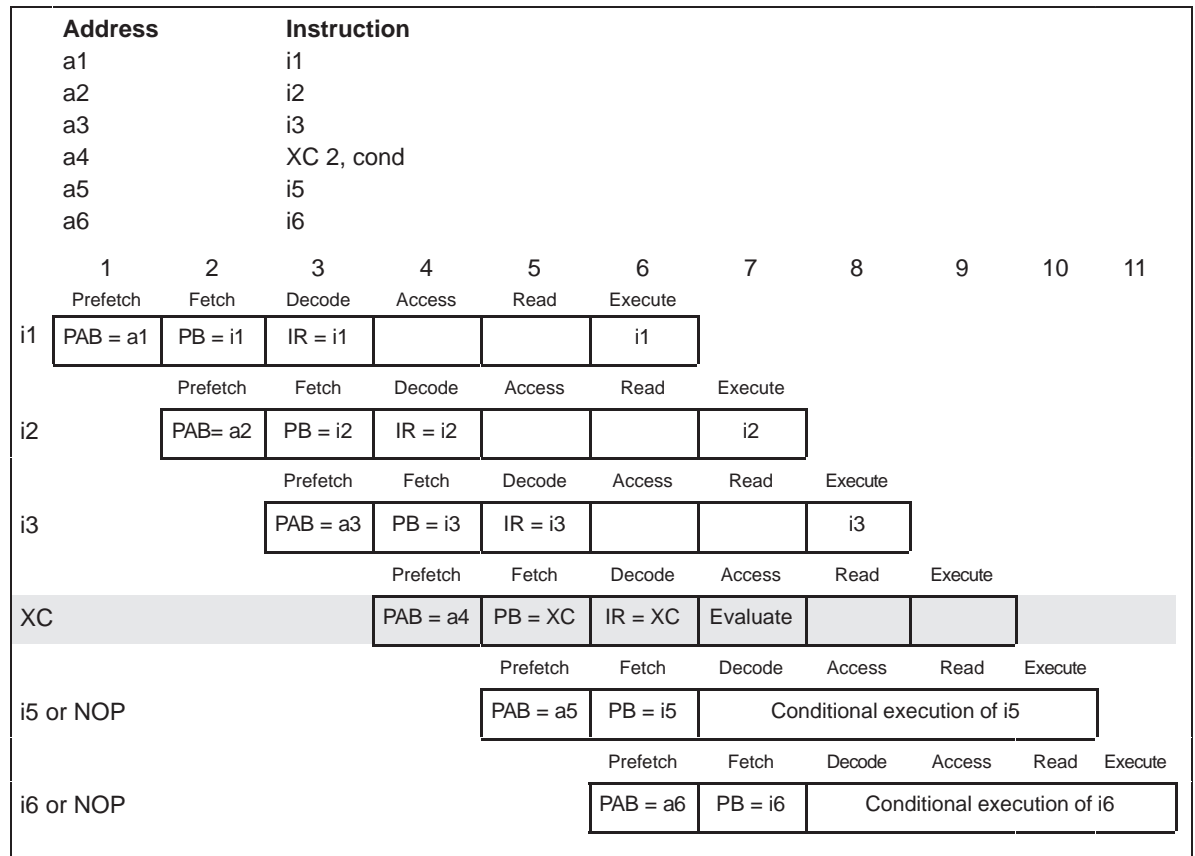 Address Instruction
a1 i1
a2 i2
a3 i3
a4 XC 2, cond
a5 i5
a6 i6
1 2 3 4 5 6 7 8 9 10 11
Prefetch Fetch Decode Access Read Execute
i1 PAB = a1 PB = i1 IR = i1 i1
Prefetch Fetch Decode Access Read Execute
i2 PAB= a2 PB = i2 IR = i2 i2
Prefetch Fetch Decode Access Read Execute
i3 PAB = a3 PB = i3 IR = i3 i3
Prefetch Fetch Decode Access Read Execute
XC PAB = a4 PB = XC IR = XC Evaluate
Prefetch Fetch Decode Access Read Execute
i5 or NOP PAB = a5 PB = i5 Conditional execution of i5
Prefetch Fetch Decode Access Read Execute
i6 or NOP PAB = a6 PB = i6 Conditional execution of i6